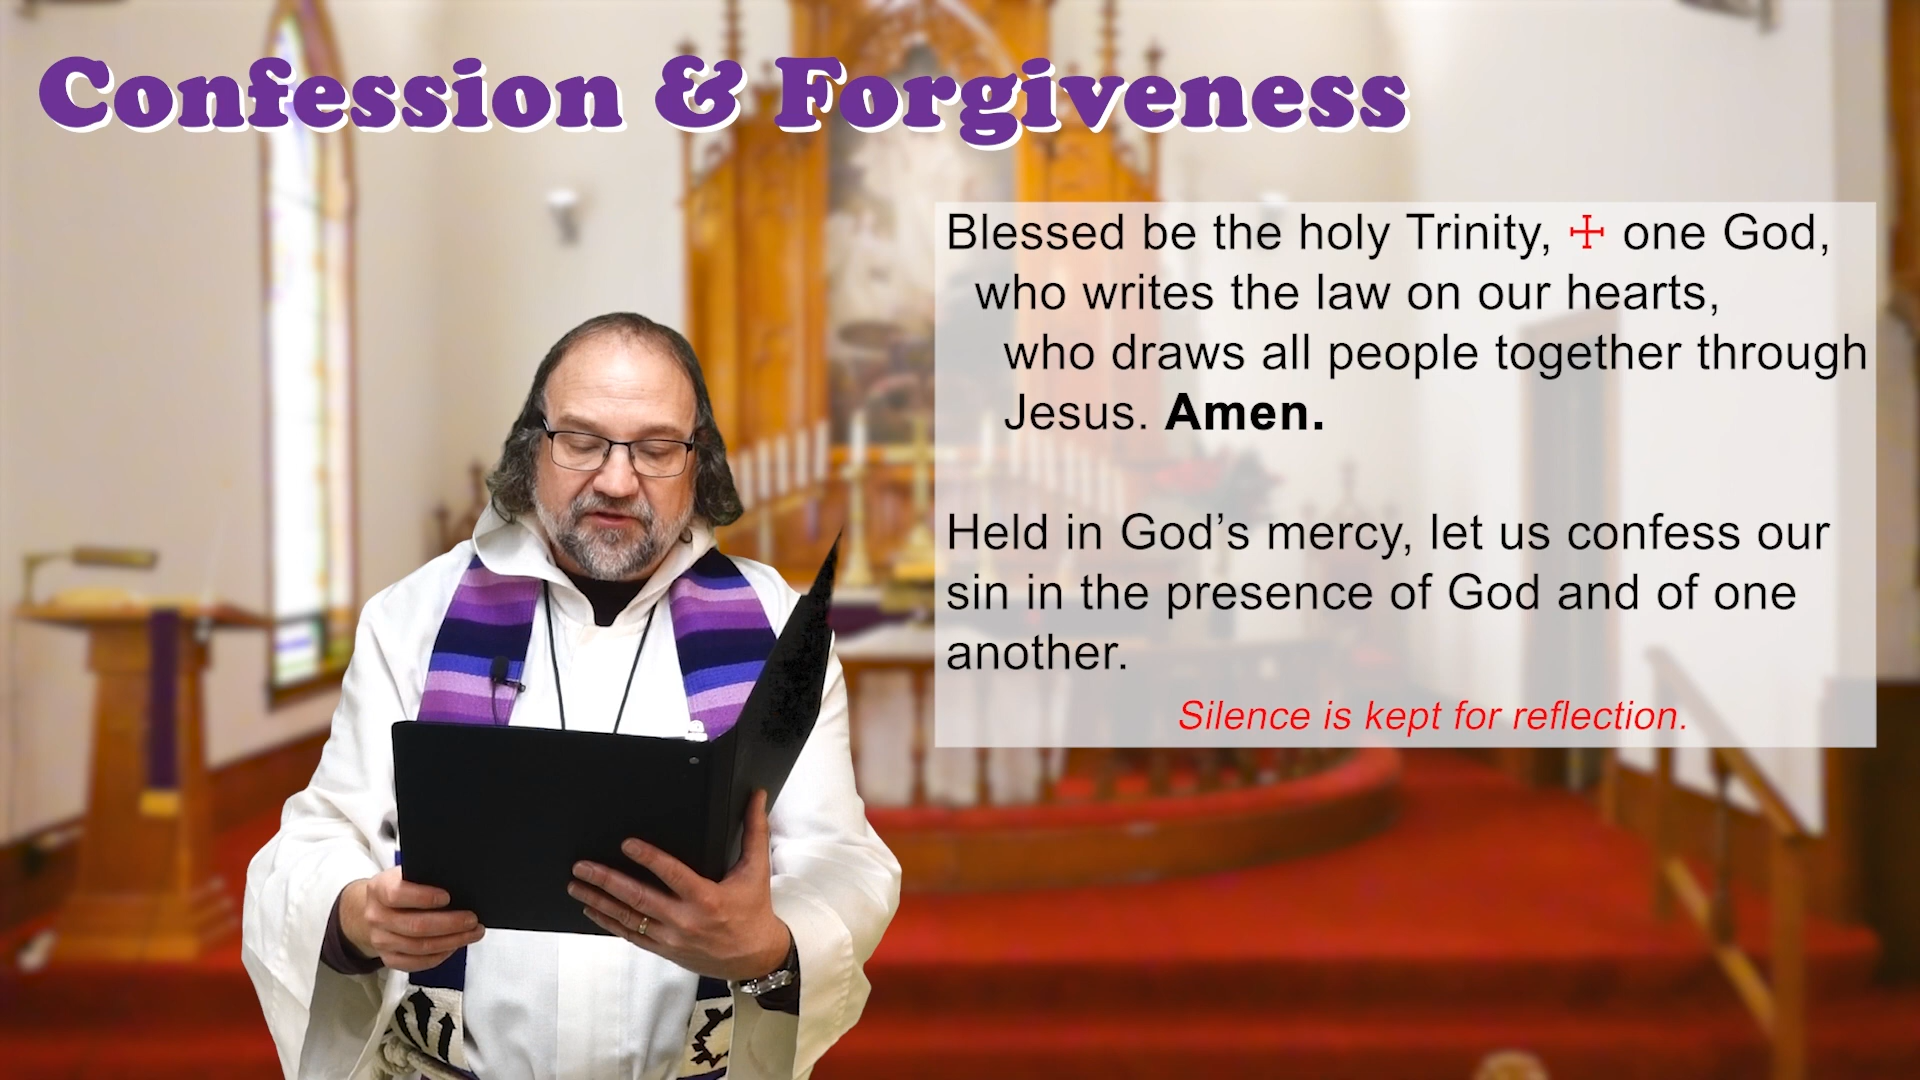 Confession & Forgiveness
Blessed be the holy Trinity, ☩ one God,
who writes the law on our hearts,
who draws all people together through
Jesus. Amen.
Held in God’s mercy, let us confess our
sin in the presence of God and of one
another.
Silence is kept for reflection.